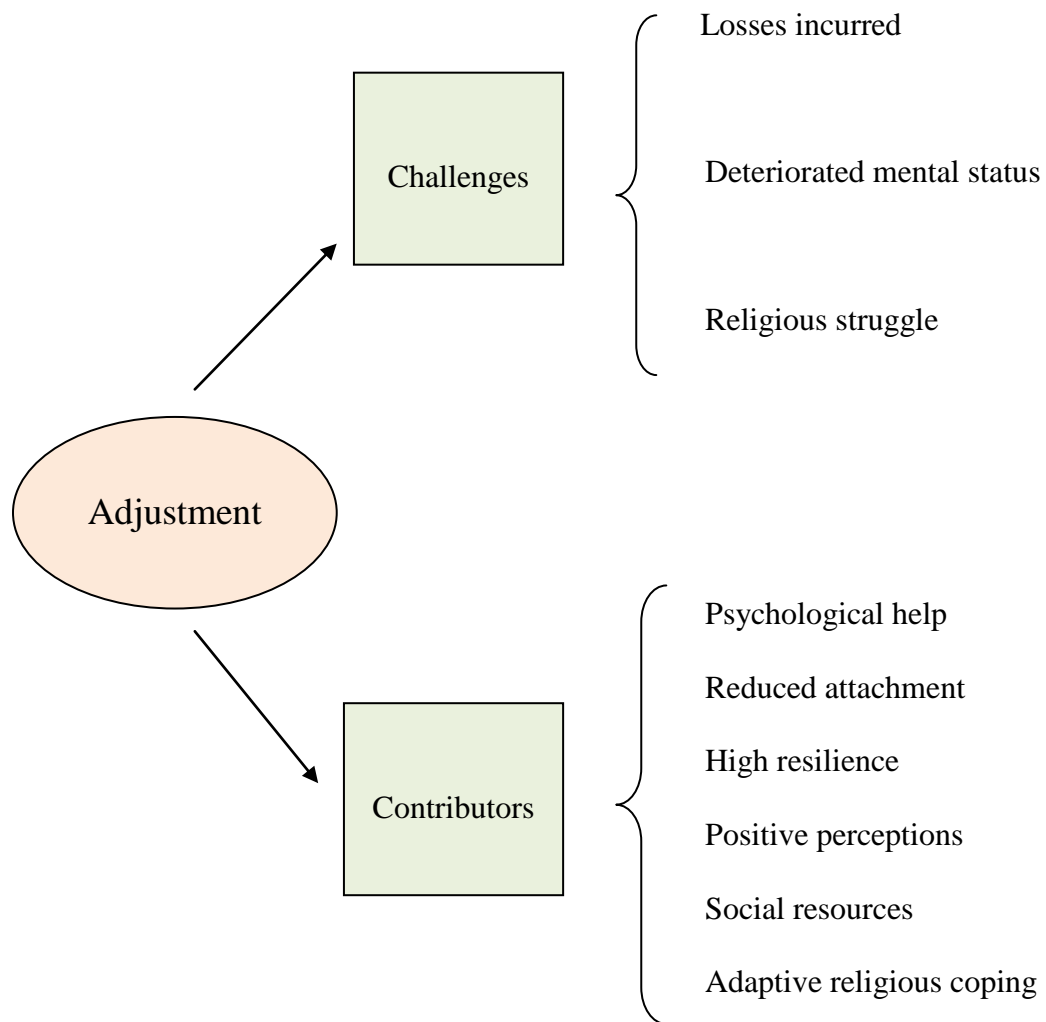 Losses incurred
Challenges
Deteriorated mental status
Religious struggle
Adjustment
Psychological help
Reduced attachment
High resilience
Contributors
Positive perceptions
Social resources
Adaptive religious coping